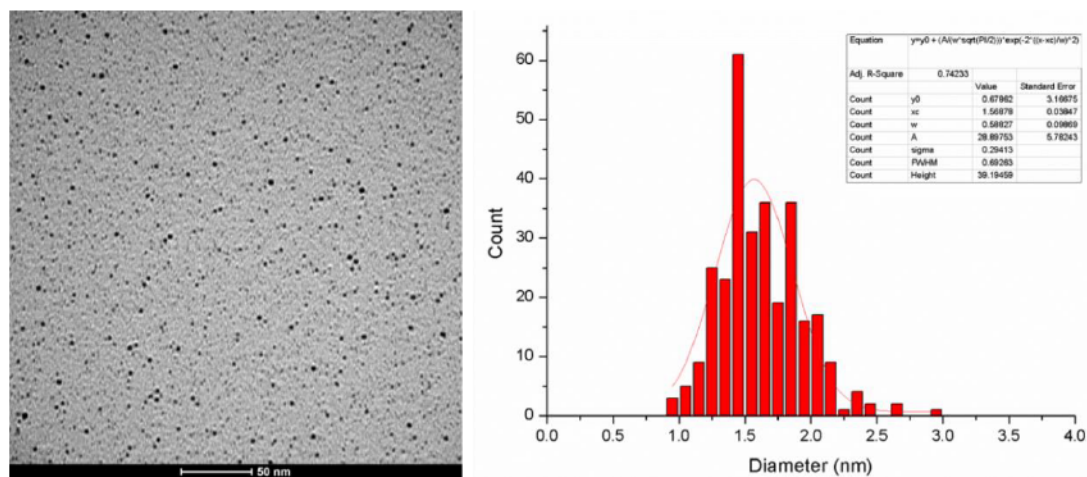 50 nm
Count
60
50
40
30
20
10
0
0.0 0.5 1.0 1.5 2.0 2.5 3.0 3.5 4.0
Diameter (nm)
Equation y=y0 + (A/(w*sqrt(PI/2)))*exp(-2*((x-xc)/w)^2)
Adj. R-Square 0.74233
Value Standard Error
Count y0 0.67962 3.16675
Count xc 1.56878 0.03947
Count w 0.58827 0.09869
Count A 28.89753 5.78243
Count sigma 0.29413
Count FWHM 0.69263
Count Height 39.19459